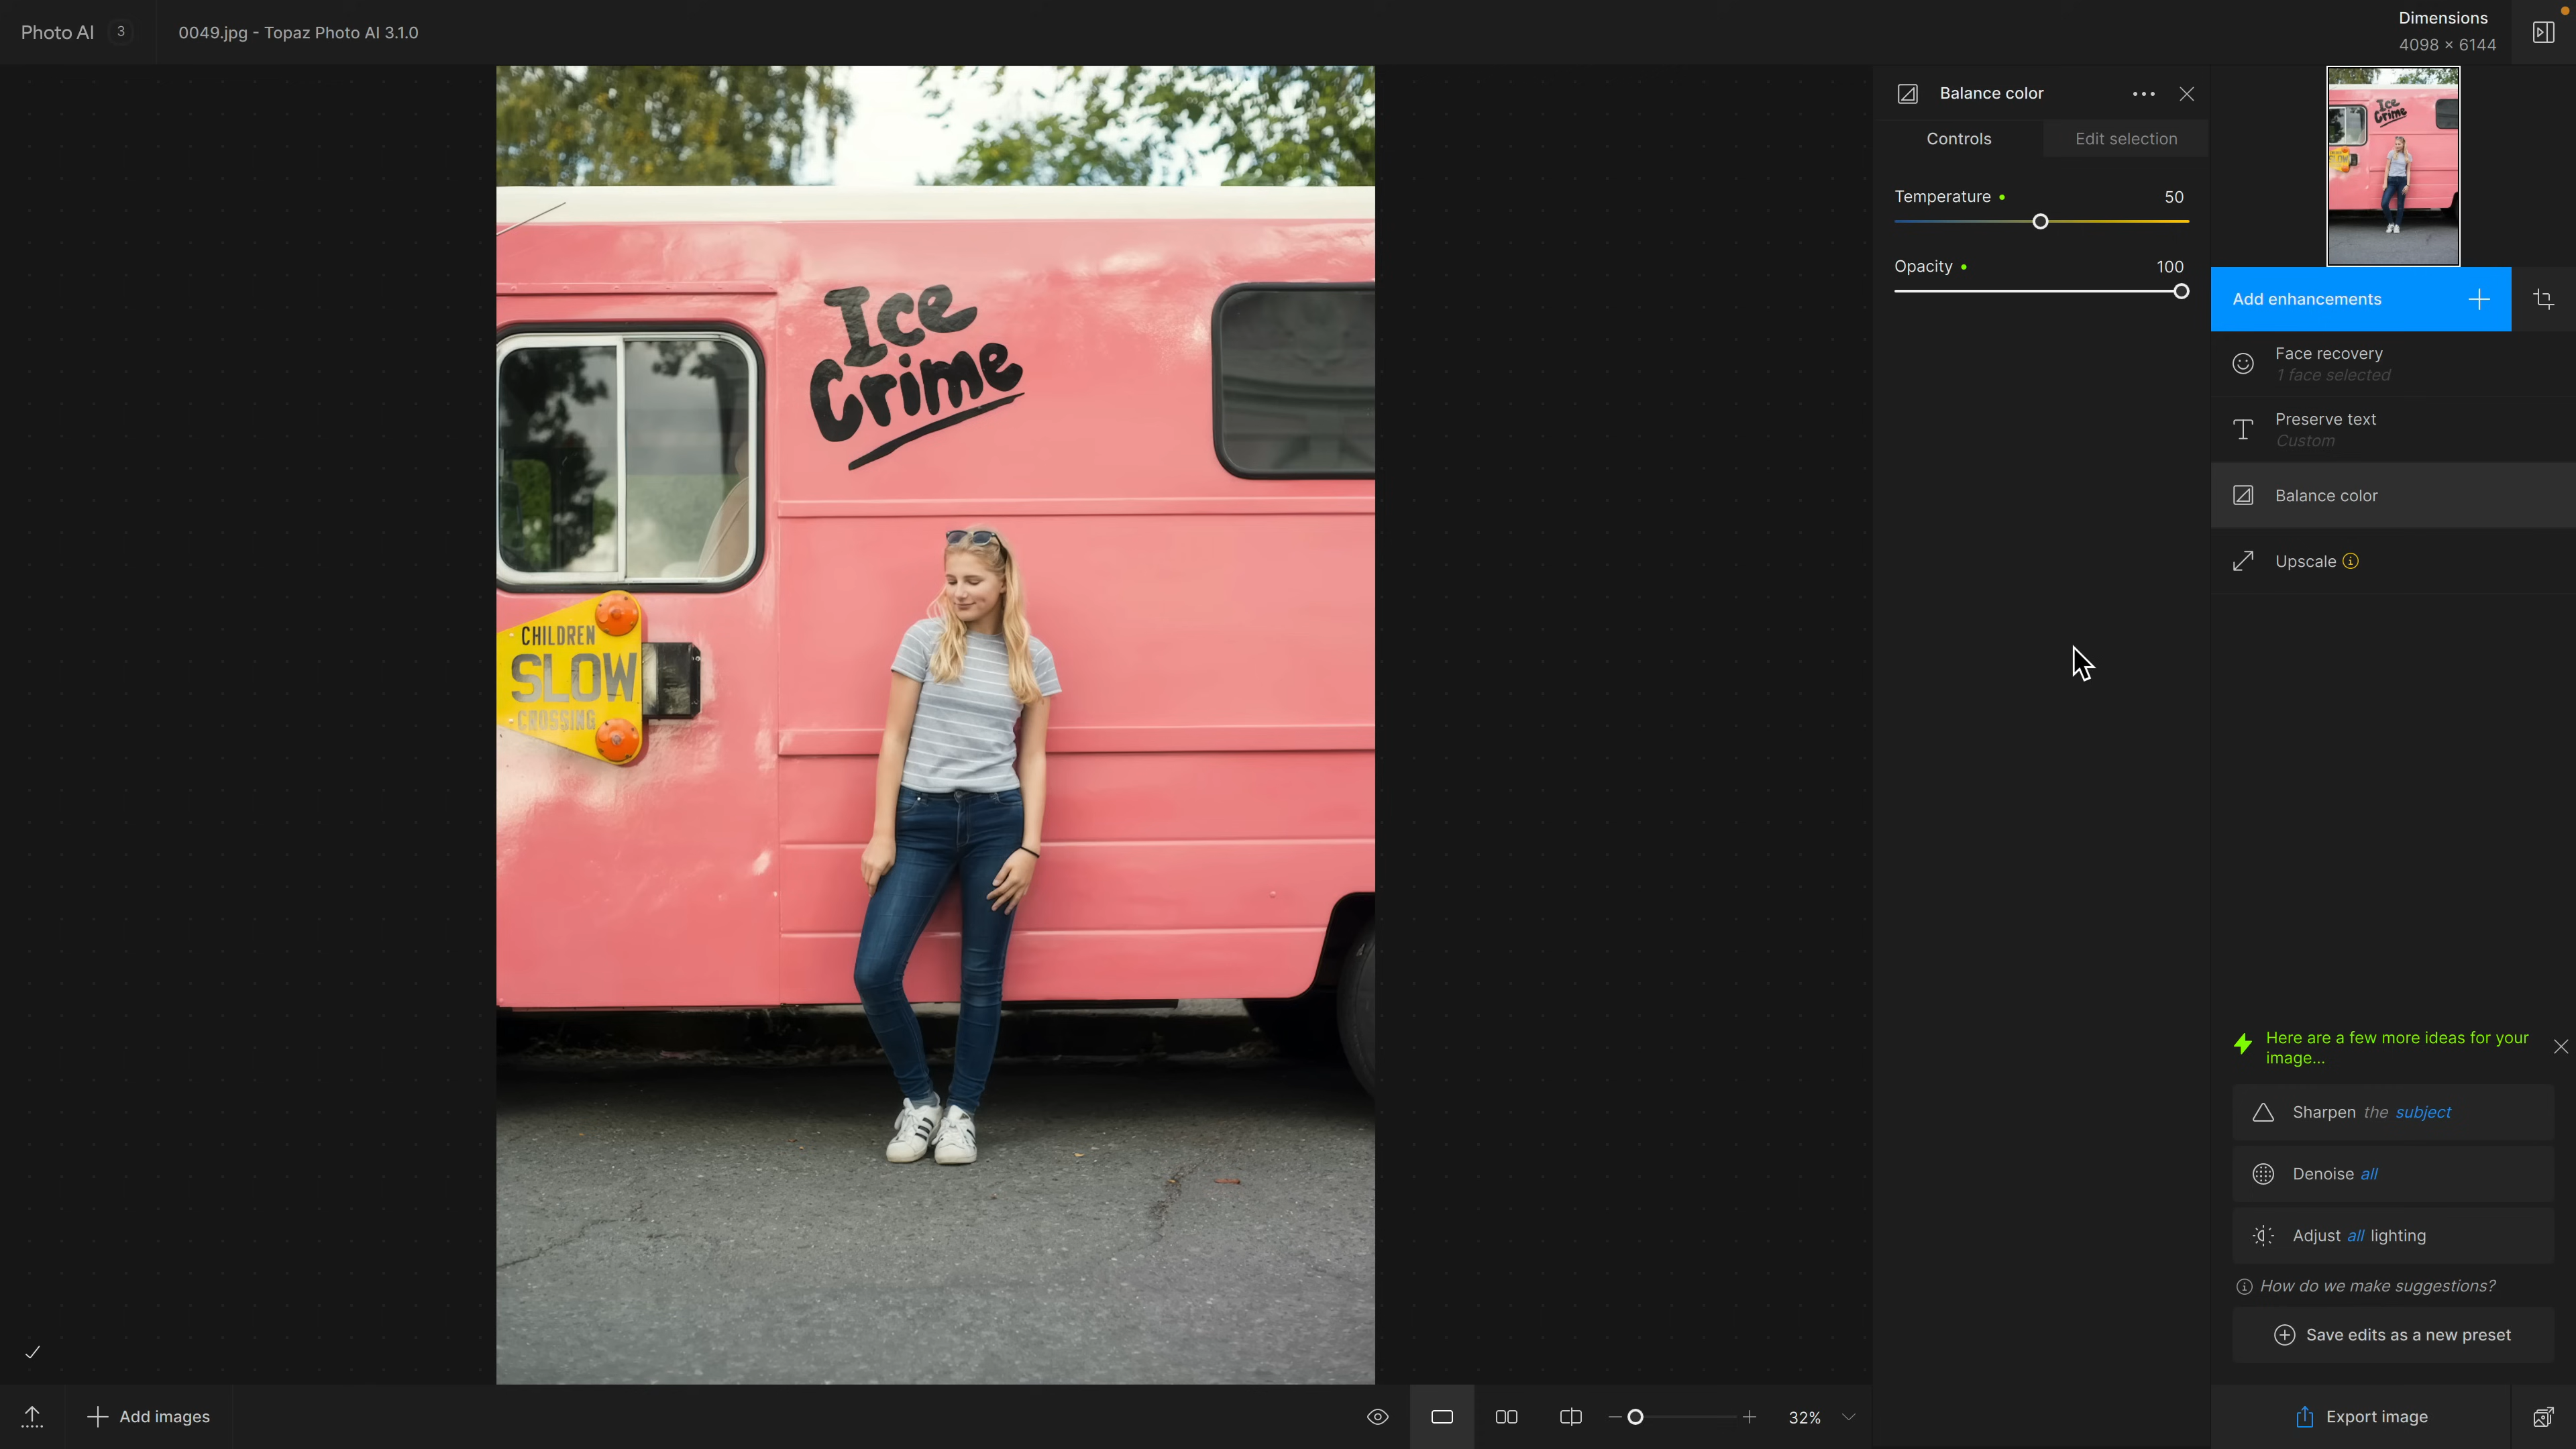 Photo AI 3
0049.jpg - Topaz Photo AI 3.1.0
Dimensions
4098 × 6144
Ice
Crime
CHILDREN
SLOW
CROSSING
Balance color
Controls
Edit selection
Temperature 50
Opacity 100
Ice
Crime
SLOW
Add enhancements
Face recovery
1 face selected
Preserve text
Custom
Balance color
Upscale
Here are a few more ideas for your
image...
Sharpen the subject
Denoise all
Adjust all lighting
How do we make suggestions?
Save edits as a new preset
Add images
32%
Export image